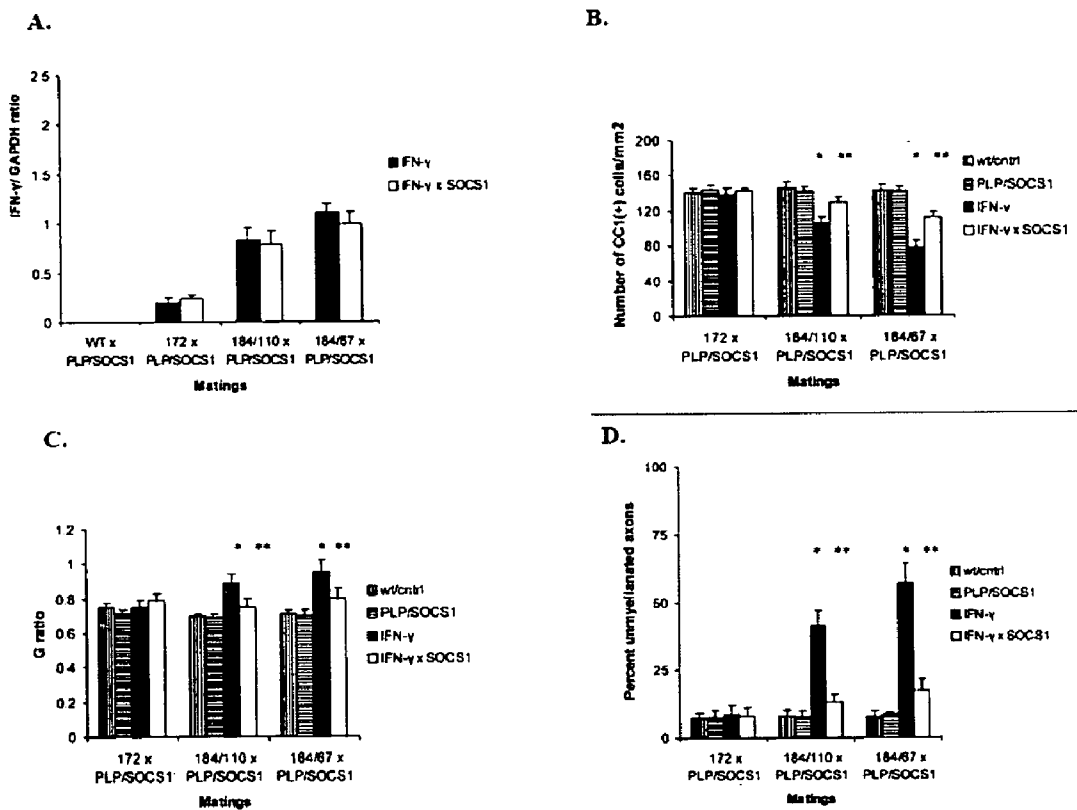 A.
2 5
2
1.5
1
0.5
0
IFN-γ/ GAPDH ratio
WT x PLP/SOCS1
172 x PLP/SOCS1
184/110 x PLP/SOCS1
184/67 x PLP/SOCS1
Matings
IFN-γ
IFN-γ x SOCS1
B.
200
160
120
80
40
0
Number of CC1(+) cells/mm2
* ** * **
172 x PLP/SOCS1
184/110 x PLP/SOCS1
184/67 x PLP/SOCS1
Matings
wt/cntrl
PLP/SOCS1
IFN-γ
IFN-γ x SOCS1
C.
1.2
1
0.8
0.6
0.4
0.2
0
G ratio
* ** * **
172 x PLP/SOCS1
184/110 x PLP/SOCS1
184/67 x PLP/SOCS1
Matings
wt/cntrl
PLP/SOCS1
IFN-γ
IFN-γ x SOCS1
D.
100
75
50
25
0
Percent unmyelianated axons
* ** * **
172 x PLP/SOCS1
184/110 x PLP/SOCS1
184/67 x PLP/SOCS1
Matings
wt/cntrl
PLP/SOCS1
IFN-γ
IFN-γ x SOCS1